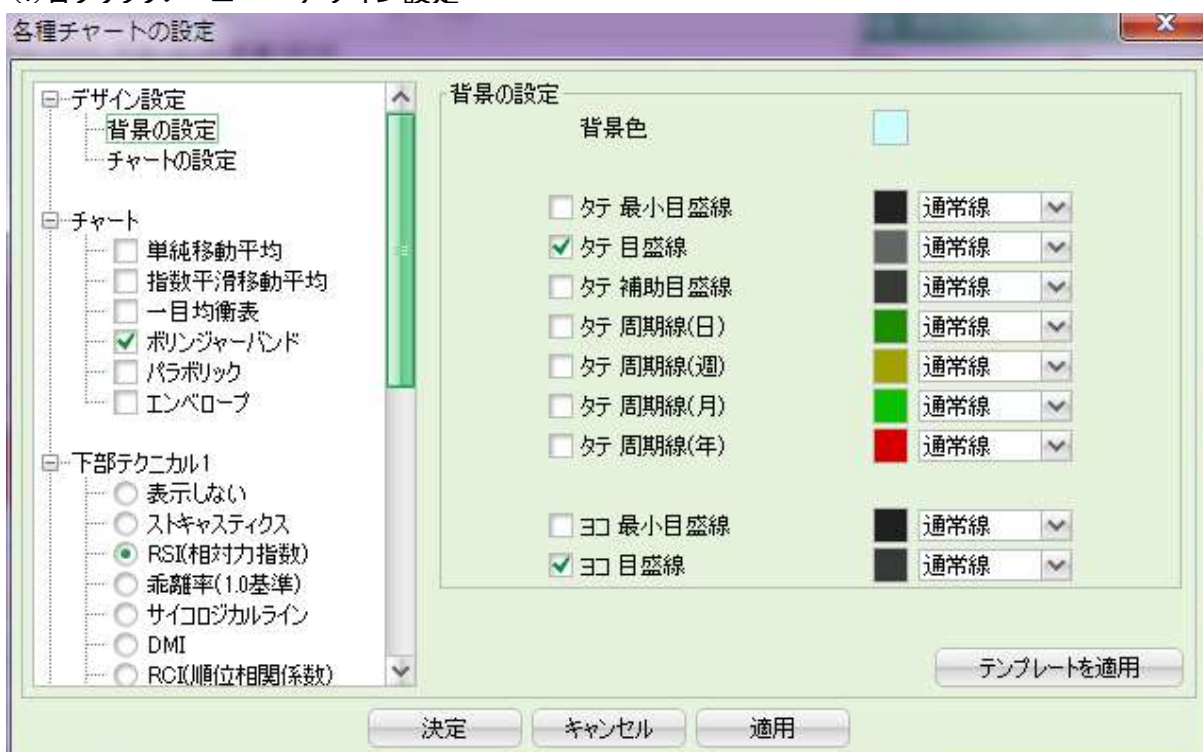 各種チャートの設定
デザイン設定
背景の設定
チャートの設定
チャート
単純移動平均
指数平滑移動平均
一目均衡表
ボリンジャーバンド
パラボリック
エンベロープ
下部テクニカル1
表示しない
ストキャスティクス
RSI(相対力指数)
乖離率(1.0基準)
サイコロジカルライン
DMI
RCI(順位相関係数)
背景の設定
背景色
タテ 最小目盛線 通常線
タテ 目盛線 通常線
タテ 補助目盛線 通常線
タテ 周期線(日) 通常線
タテ 周期線(週) 通常線
タテ 周期線(月) 通常線
タテ 周期線(年) 通常線
ヨコ 最小目盛線 通常線
ヨコ 目盛線 通常線
テンプレートを適用
決定 キャンセル 適用